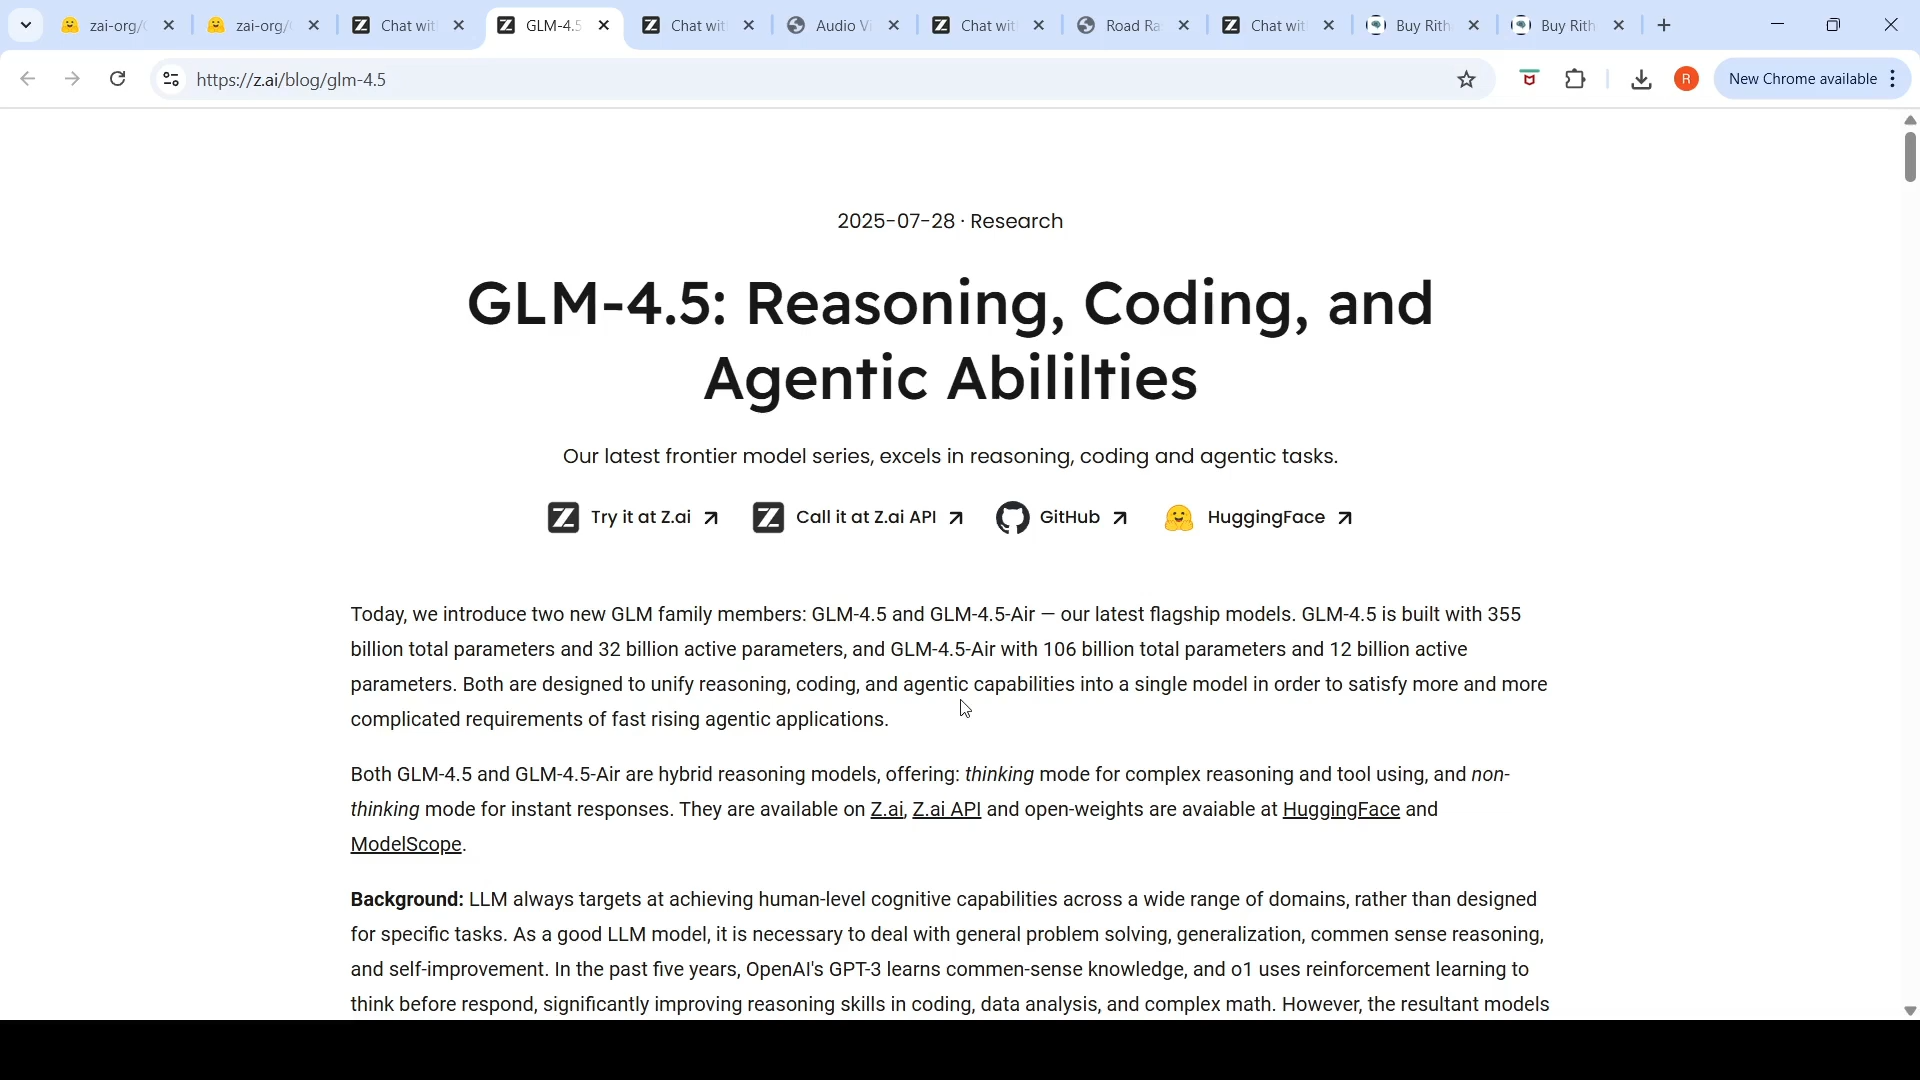 zai-org/
zai-org/
Chat wit
GLM-4.5
Chat wit
Audio Vi
Chat wit
Road Ra
Chat wit
Buy Rith
Buy Rith
https://z.ai/blog/glm-4.5
R
New Chrome available
2025-07-28 · Research
GLM-4.5: Reasoning, Coding, and
Agentic Abililties
Our latest frontier model series, excels in reasoning, coding and agentic tasks.
Try it at Z.ai
Call it at Z.ai API
GitHub
HuggingFace
Today, we introduce two new GLM family members: GLM-4.5 and GLM-4.5-Air — our latest flagship models. GLM-4.5 is built with 355
billion total parameters and 32 billion active parameters, and GLM-4.5-Air with 106 billion total parameters and 12 billion active
parameters. Both are designed to unify reasoning, coding, and agentic capabilities into a single model in order to satisfy more and more
complicated requirements of fast rising agentic applications.
Both GLM-4.5 and GLM-4.5-Air are hybrid reasoning models, offering: thinking mode for complex reasoning and tool using, and non-
thinking mode for instant responses. They are available on Z.ai, Z.ai API and open-weights are avaiable at HuggingFace and
ModelScope.
Background: LLM always targets at achieving human-level cognitive capabilities across a wide range of domains, rather than designed
for specific tasks. As a good LLM model, it is necessary to deal with general problem solving, generalization, commen sense reasoning,
and self-improvement. In the past five years, OpenAI's GPT-3 learns commen-sense knowledge, and o1 uses reinforcement learning to
think before respond, significantly improving reasoning skills in coding, data analysis, and complex math. However, the resultant models